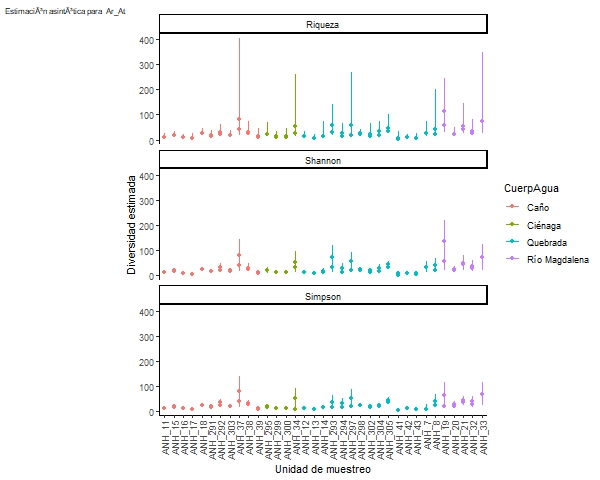 EstimaciÃ³n asintÃ³tica para Ar_At
Riqueza
400
300
200
100
0
Shannon
400
300
200
100
0
Simpson
400
300
200
100
0
Diversidad estimada
ANH_11
ANH_15
ANH_16
ANH_17
ANH_18
ANH_291
ANH_292
ANH_303
ANH_37
ANH_38
ANH_39
ANH_295
ANH_299
ANH_300
ANH_34
ANH_12
ANH_13
ANH_14
ANH_293
ANH_294
ANH_297
ANH_298
ANH_302
ANH_304
ANH_305
ANH_41
ANH_42
ANH_43
ANH_7
ANH_8
ANH_19
ANH_20
ANH_21
ANH_32
ANH_33
Unidad de muestreo
CuerpAgua
Caño
Ciénaga
Quebrada
Río Magdalena